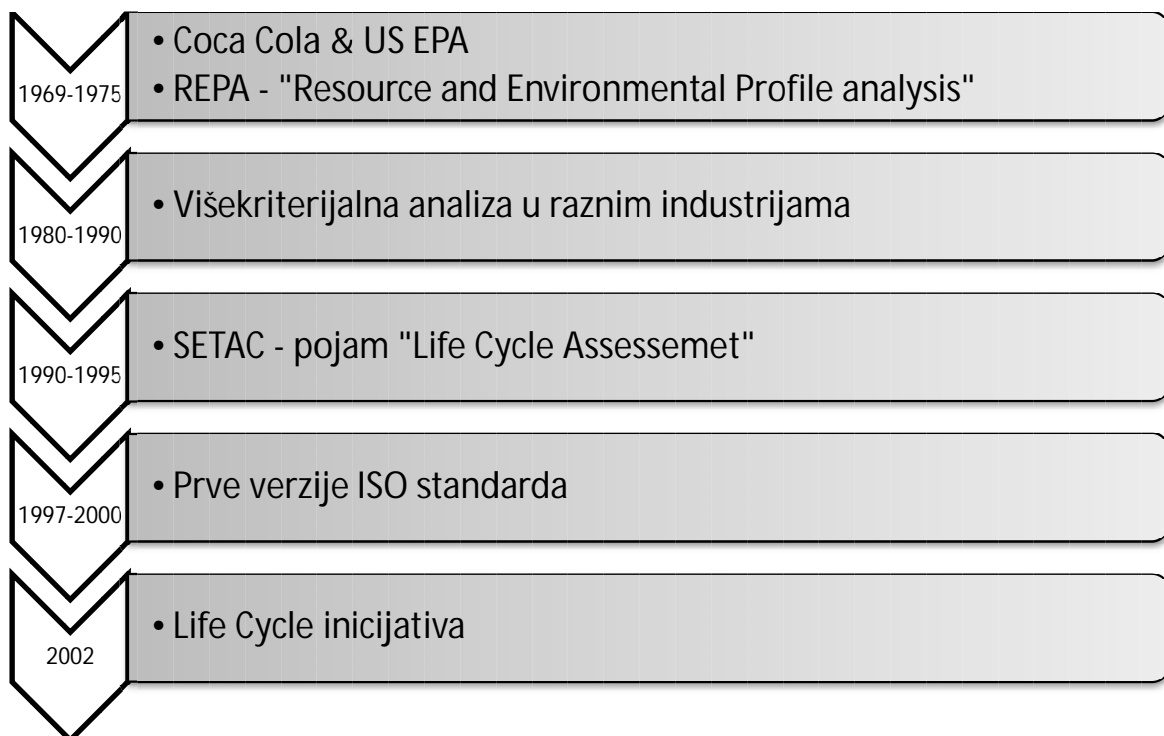 1969-1975
• Coca Cola & US EPA
• REPA - "Resource and Environmental Profile analysis"
1980-1990
• Višekriterijalna analiza u raznim industrijama
1990-1995
• SETAC - pojam "Life Cycle Assessemet"
1997-2000
• Prve verzije ISO standarda
2002
• Life Cycle inicijativa